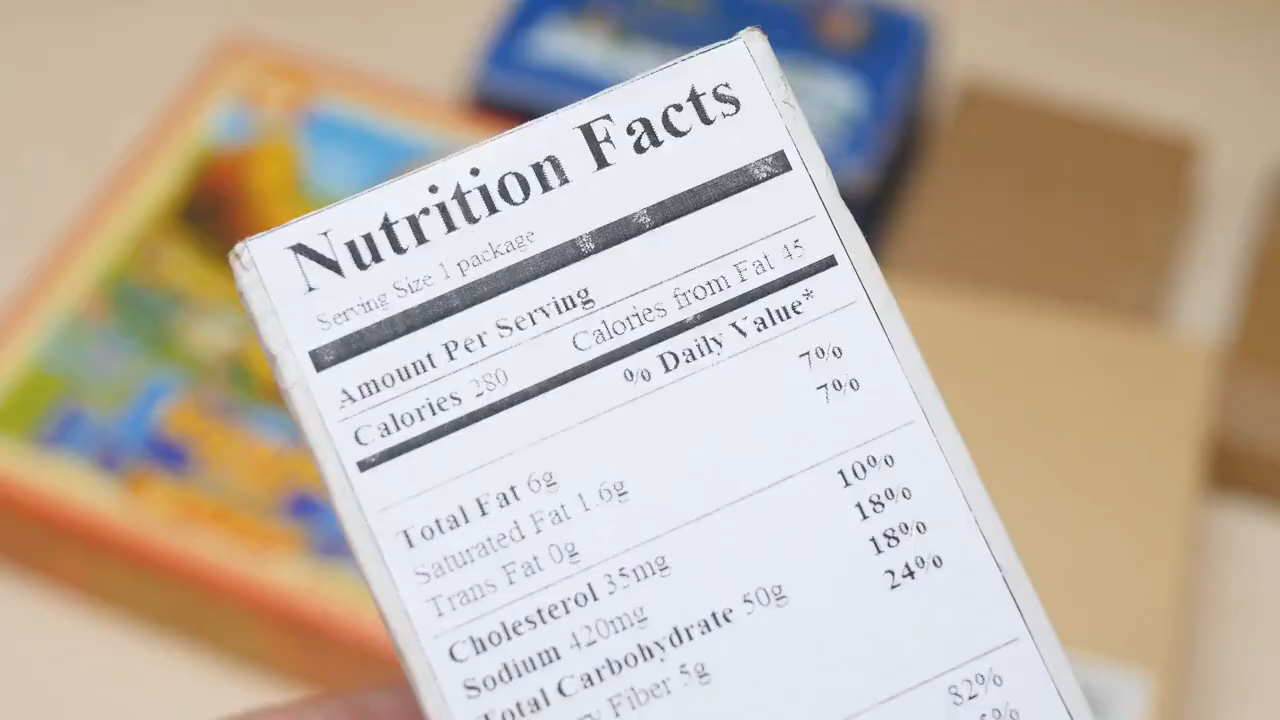 Nutrition Facts
Serving Size 1 package
Amount Per Serving
Calories 280 Calories from Fat 45
% Daily Value*
Total Fat 6g 7%
Saturated Fat 1.6g 7%
Trans Fat 0g
Cholesterol 35mg 10%
Sodium 420mg 18%
Total Carbohydrate 50g 18%
Fiber 5g 24%
82%